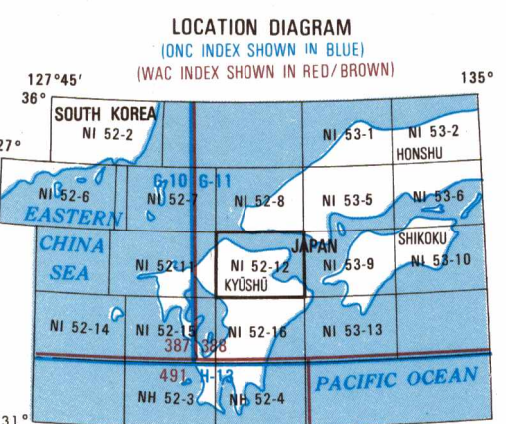 LOCATION DIAGRAM
(ONC INDEX SHOWN IN BLUE)
(WAC INDEX SHOWN IN RED/BROWN)
127°45' 135°
36°
SOUTH KOREA
NI 52-2
NI 53-1
NI 53-2
HONSHU
27°
G-10 G-11
NI 52-6
NI 52-7
NI 52-8
NI 53-5
NI 53-6
EASTERN
CHINA
SEA
JAPAN
SHIKOKU
NI 52-11
NI 52-12
KYŪSHŪ
NI 53-9
NI 53-10
NI 52-14
NI 52-15
NI 52-16
NI 53-13
387 388
491 H-13
PACIFIC OCEAN
NH 52-3
NH 52-4
31°